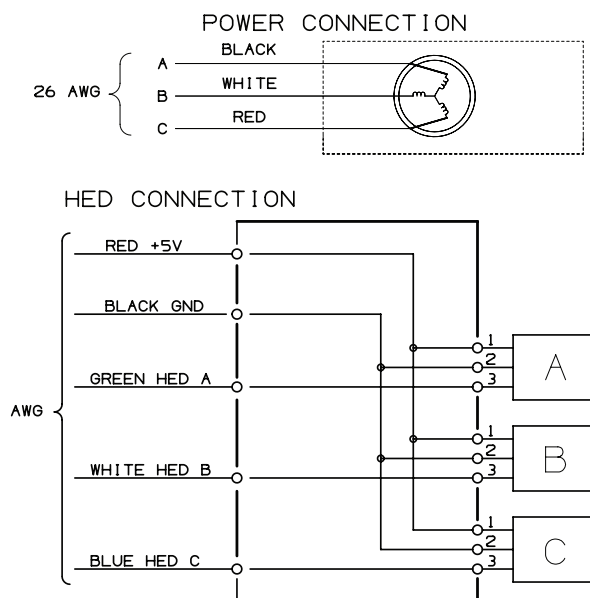 POWER CONNECTION
A BLACK
26 AWG B WHITE
C RED
HED CONNECTION
RED +5V
BLACK GND
1
2 A
GREEN HED A 3
AWG
1
2 B
WHITE HED B 3
1
2 C
BLUE HED C 3